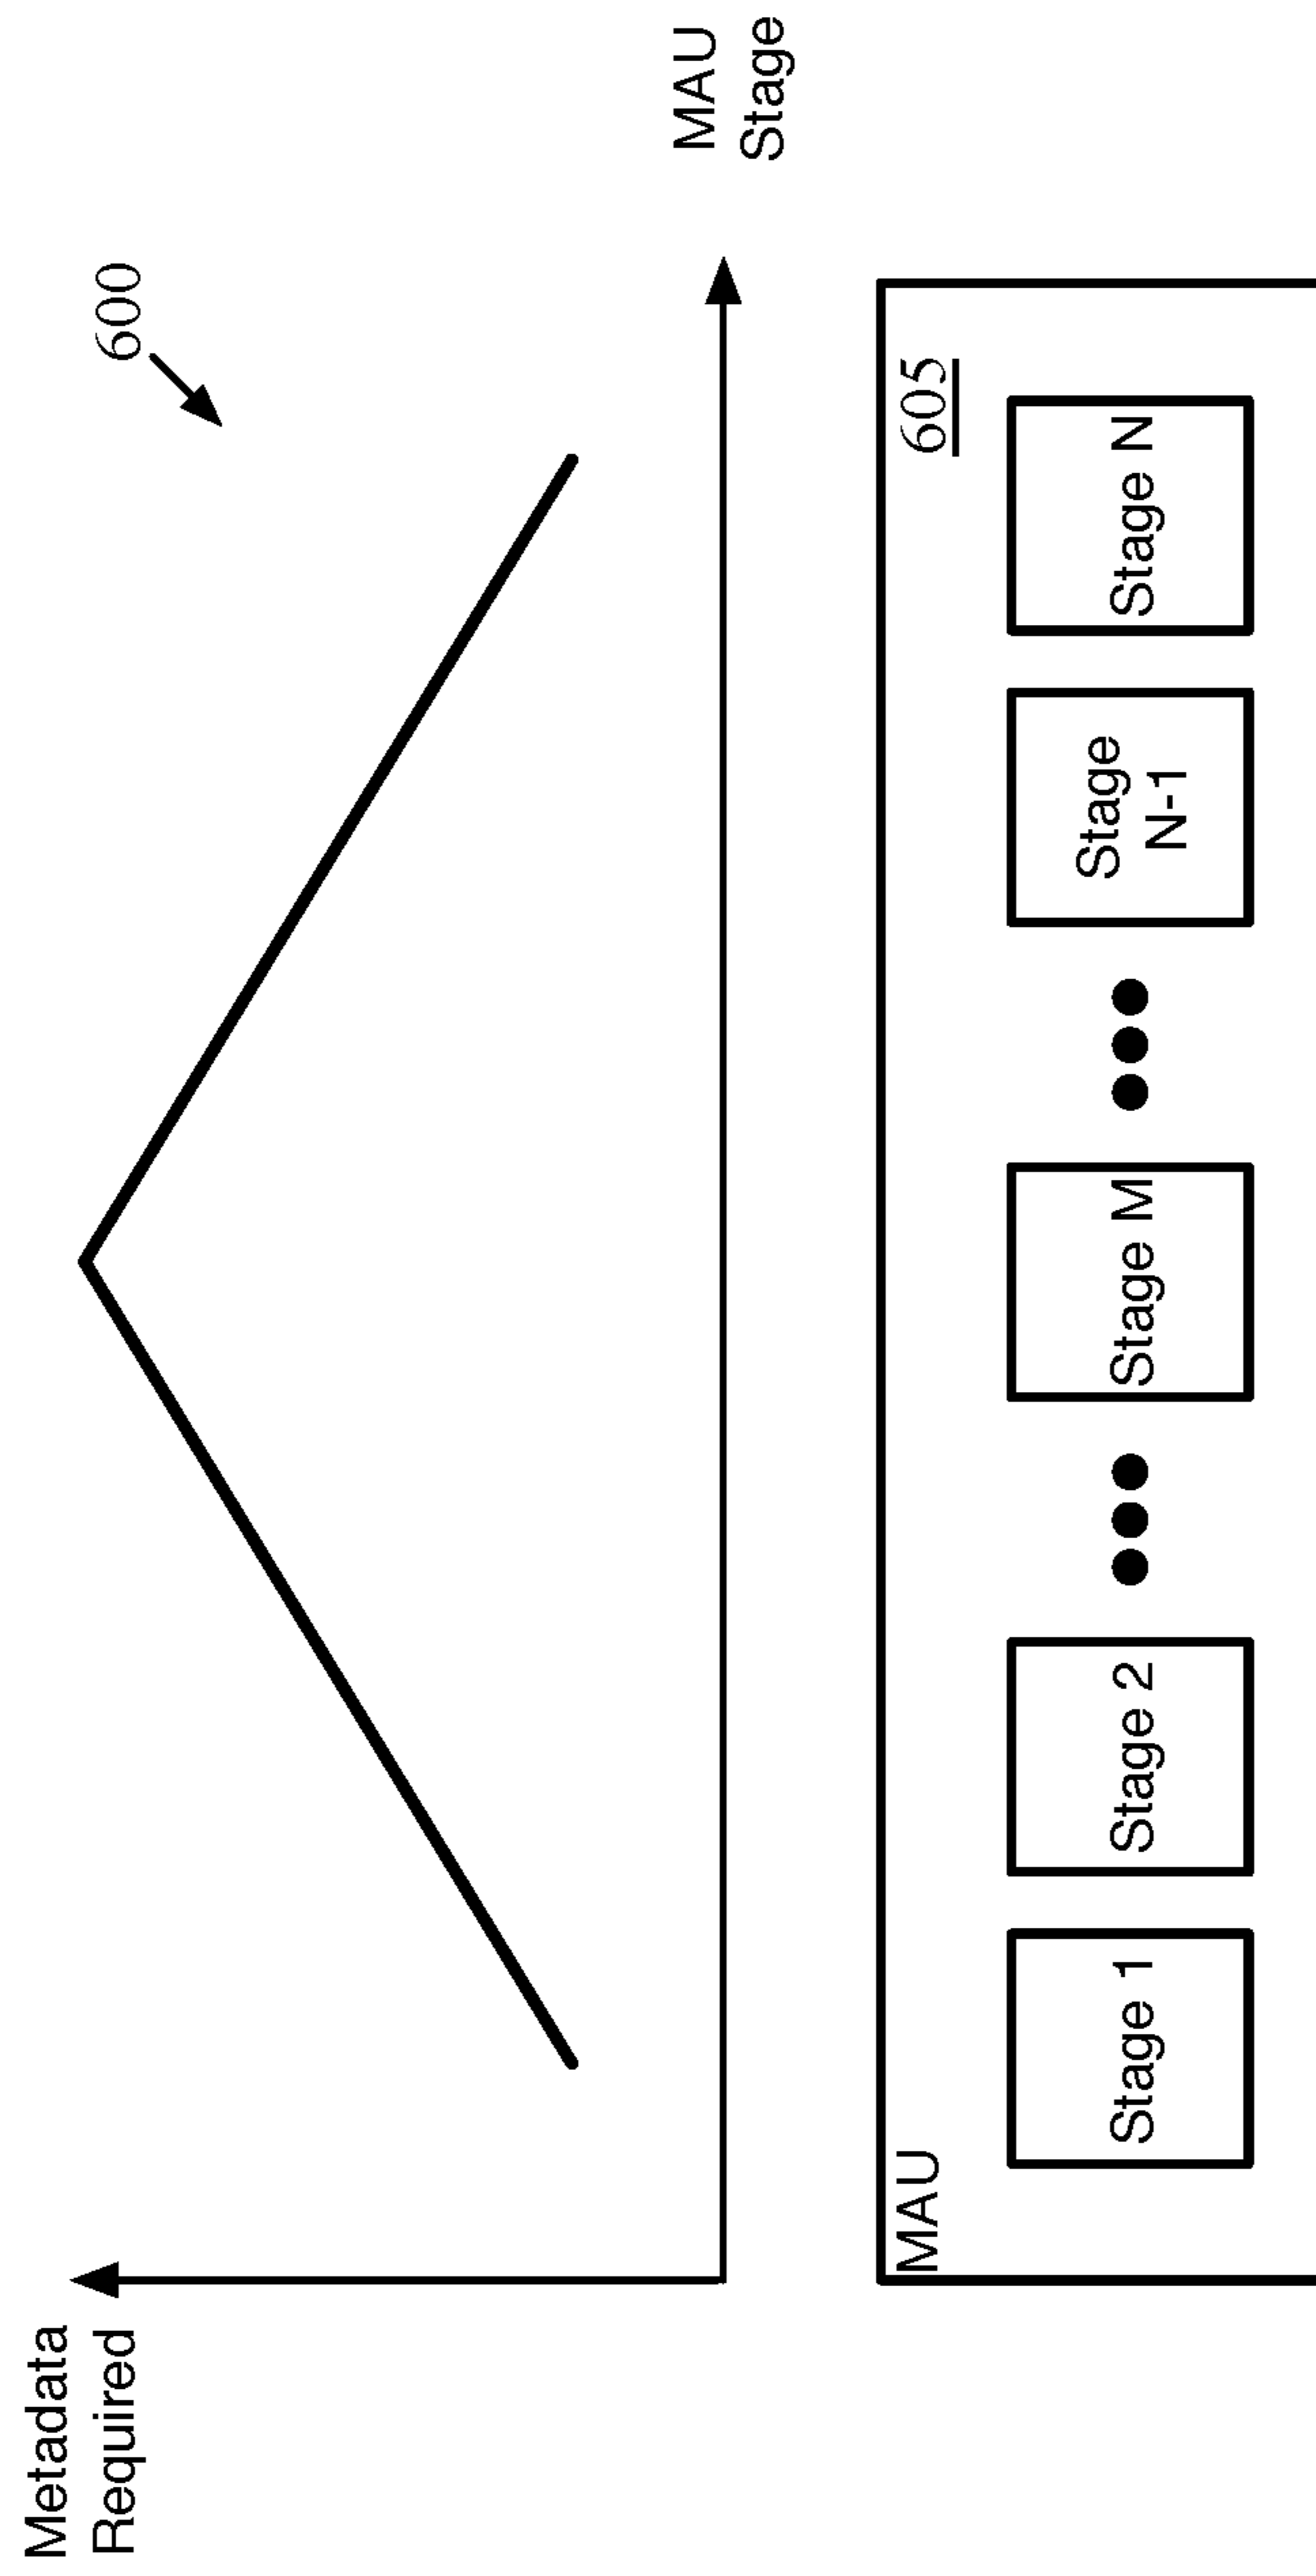 Metadata
Required
600
MAU
Stage
MAU
605
Stage 1
Stage 2
Stage M
Stage
N-1
Stage N